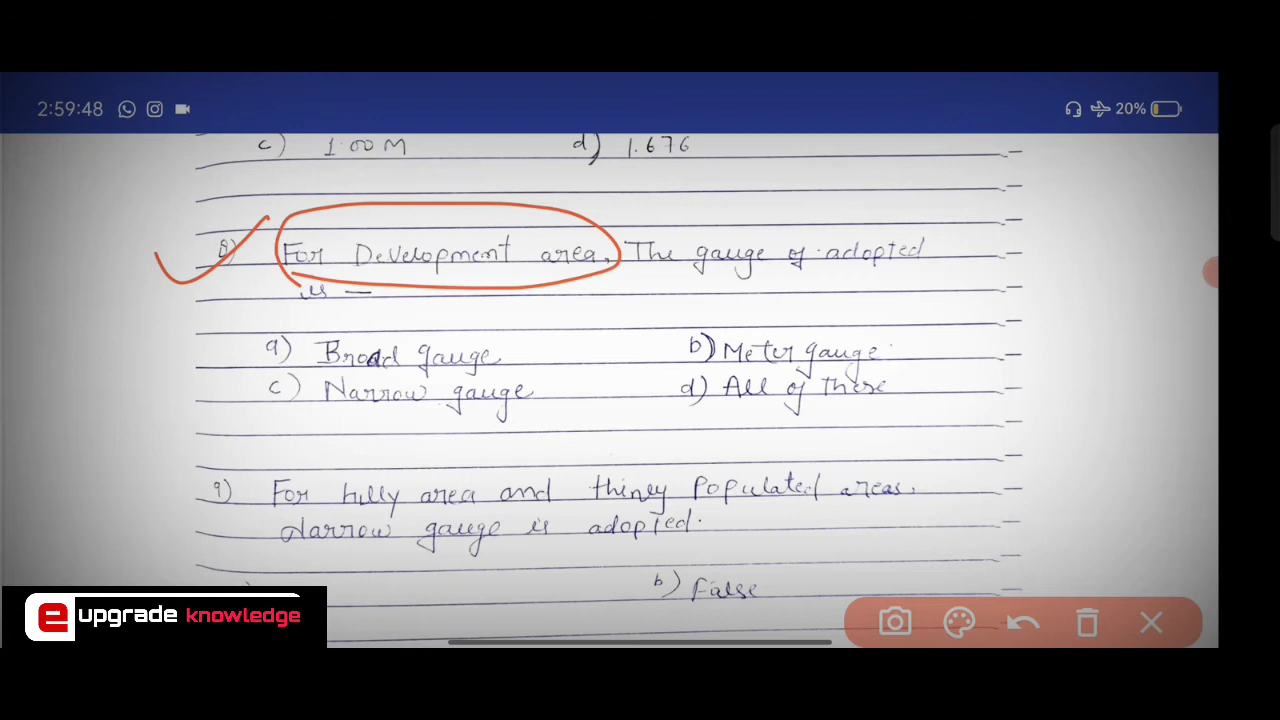 2:59:48
20%
c) 1.00 M d) 1.676
8) For Development area, The gauge of adopted
is —
a) Broad gauge b) Meter gauge
c) Narrow gauge d) All of these
9) For hilly area and thinly Populated areas.
Narrow gauge is adopted.
b) False
e upgrade knowledge